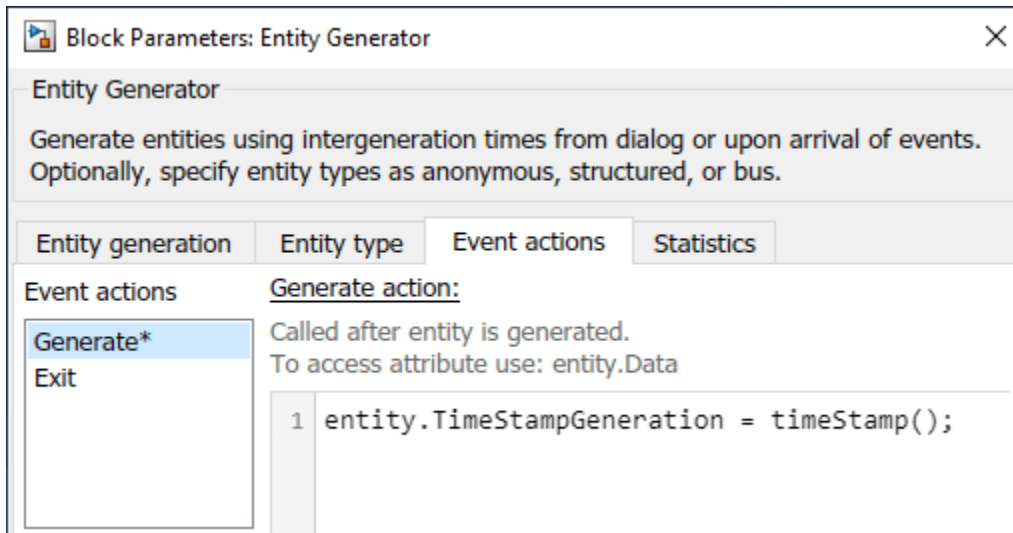 Block Parameters: Entity Generator
Entity Generator
Generate entities using intergeneration times from dialog or upon arrival of events.
Optionally, specify entity types as anonymous, structured, or bus.
Entity generation Entity type Event actions Statistics
Event actions
Generate*
Exit
Generate action:
Called after entity is generated.
To access attribute use: entity.Data
1 entity.TimeStampGeneration = timeStamp();